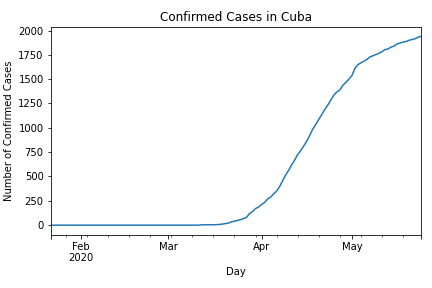 Confirmed Cases in Cuba
Number of Confirmed Cases
2000
1750
1500
1250
1000
750
500
250
0
Feb
2020
Mar
Apr
May
Day